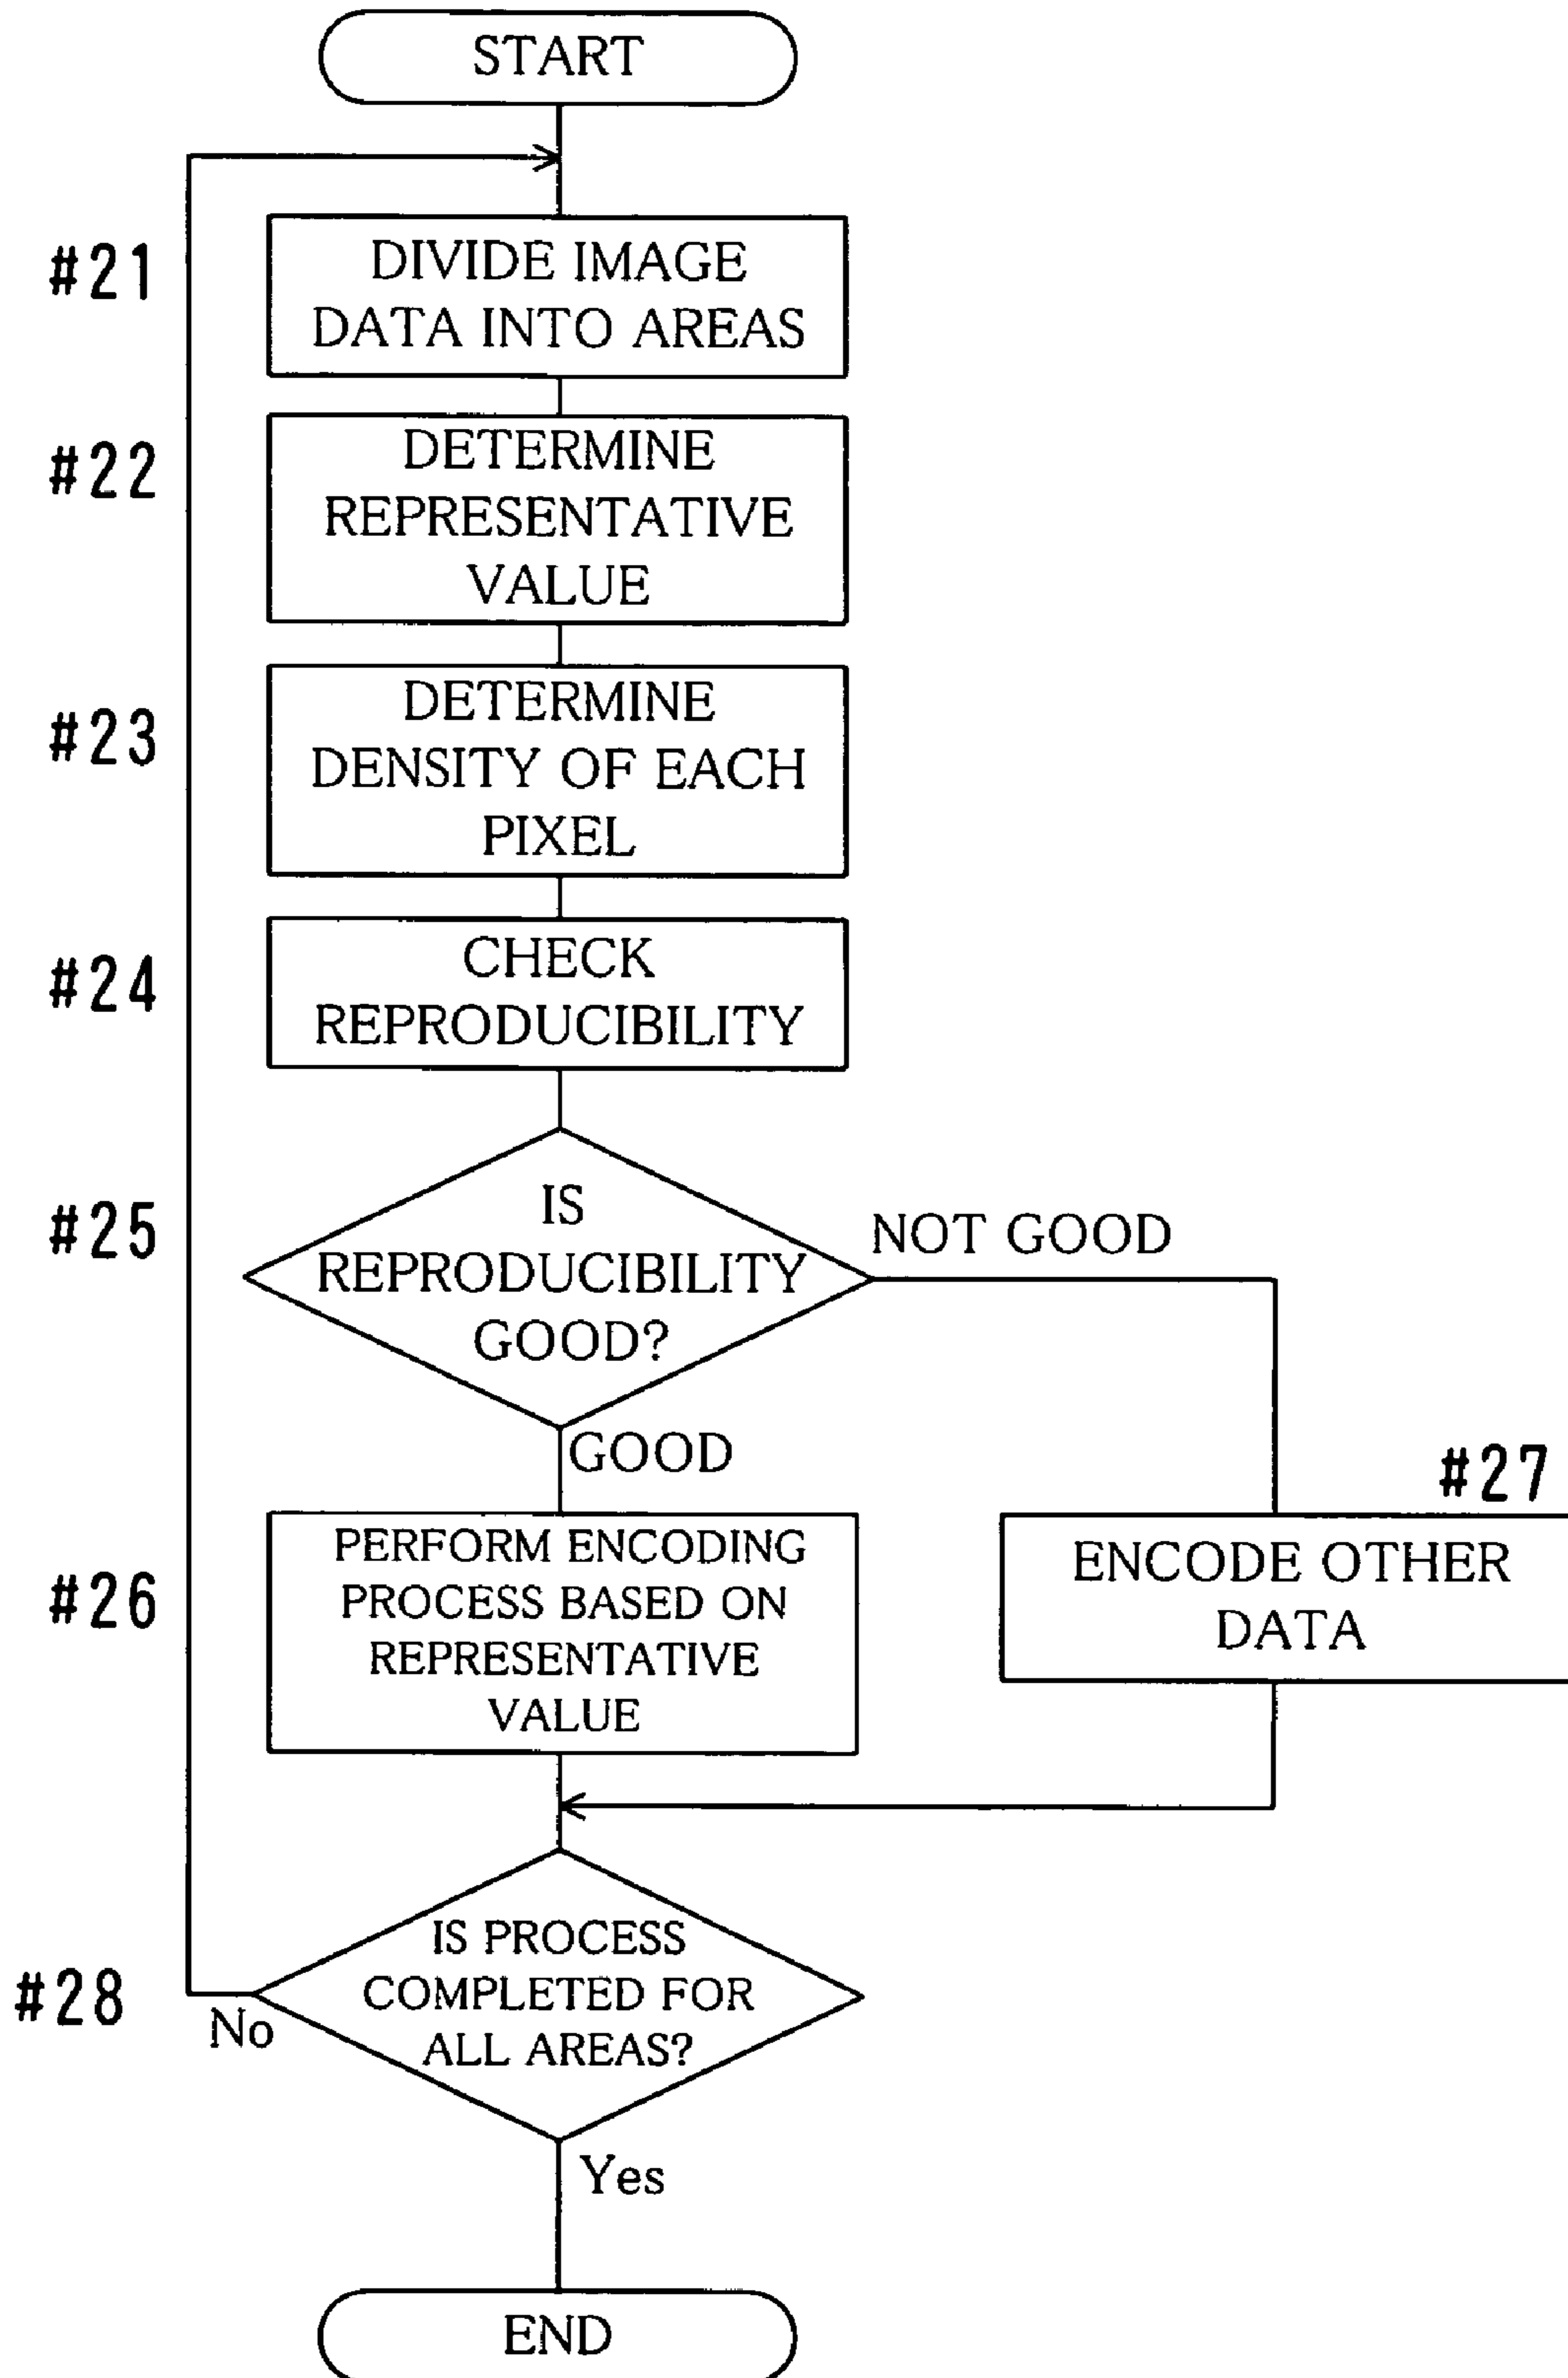 START
#21
DIVIDE IMAGE
DATA INTO AREAS
#22
DETERMINE
REPRESENTATIVE
VALUE
#23
DETERMINE
DENSITY OF EACH
PIXEL
#24
CHECK
REPRODUCIBILITY
#25
IS
REPRODUCIBILITY
GOOD?
NOT GOOD
GOOD
#26
PERFORM ENCODING
PROCESS BASED ON
REPRESENTATIVE
VALUE
#27
ENCODE OTHER
DATA
#28
IS PROCESS
COMPLETED FOR
ALL AREAS?
No
Yes
END